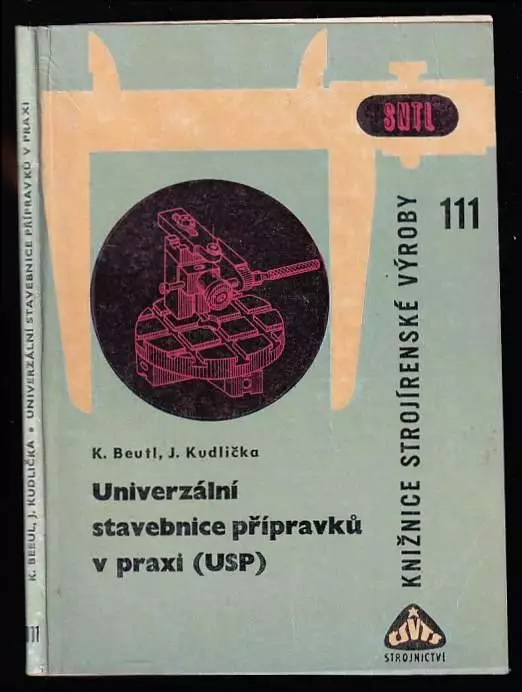 K. BEEUL, J. KUDLIČKA • UNIVERZÁLNÍ STAVEBNICE PŘÍPRAVKŮ V PRAXI
111
SNTL
111
KNIŽNICE STROJÍRENSKÉ VÝROBY
K. Beutl, J. Kudlička
Univerzální
stavebnice přípravků
v praxi (USP)
ČSVTS
STROJNICTVÍ